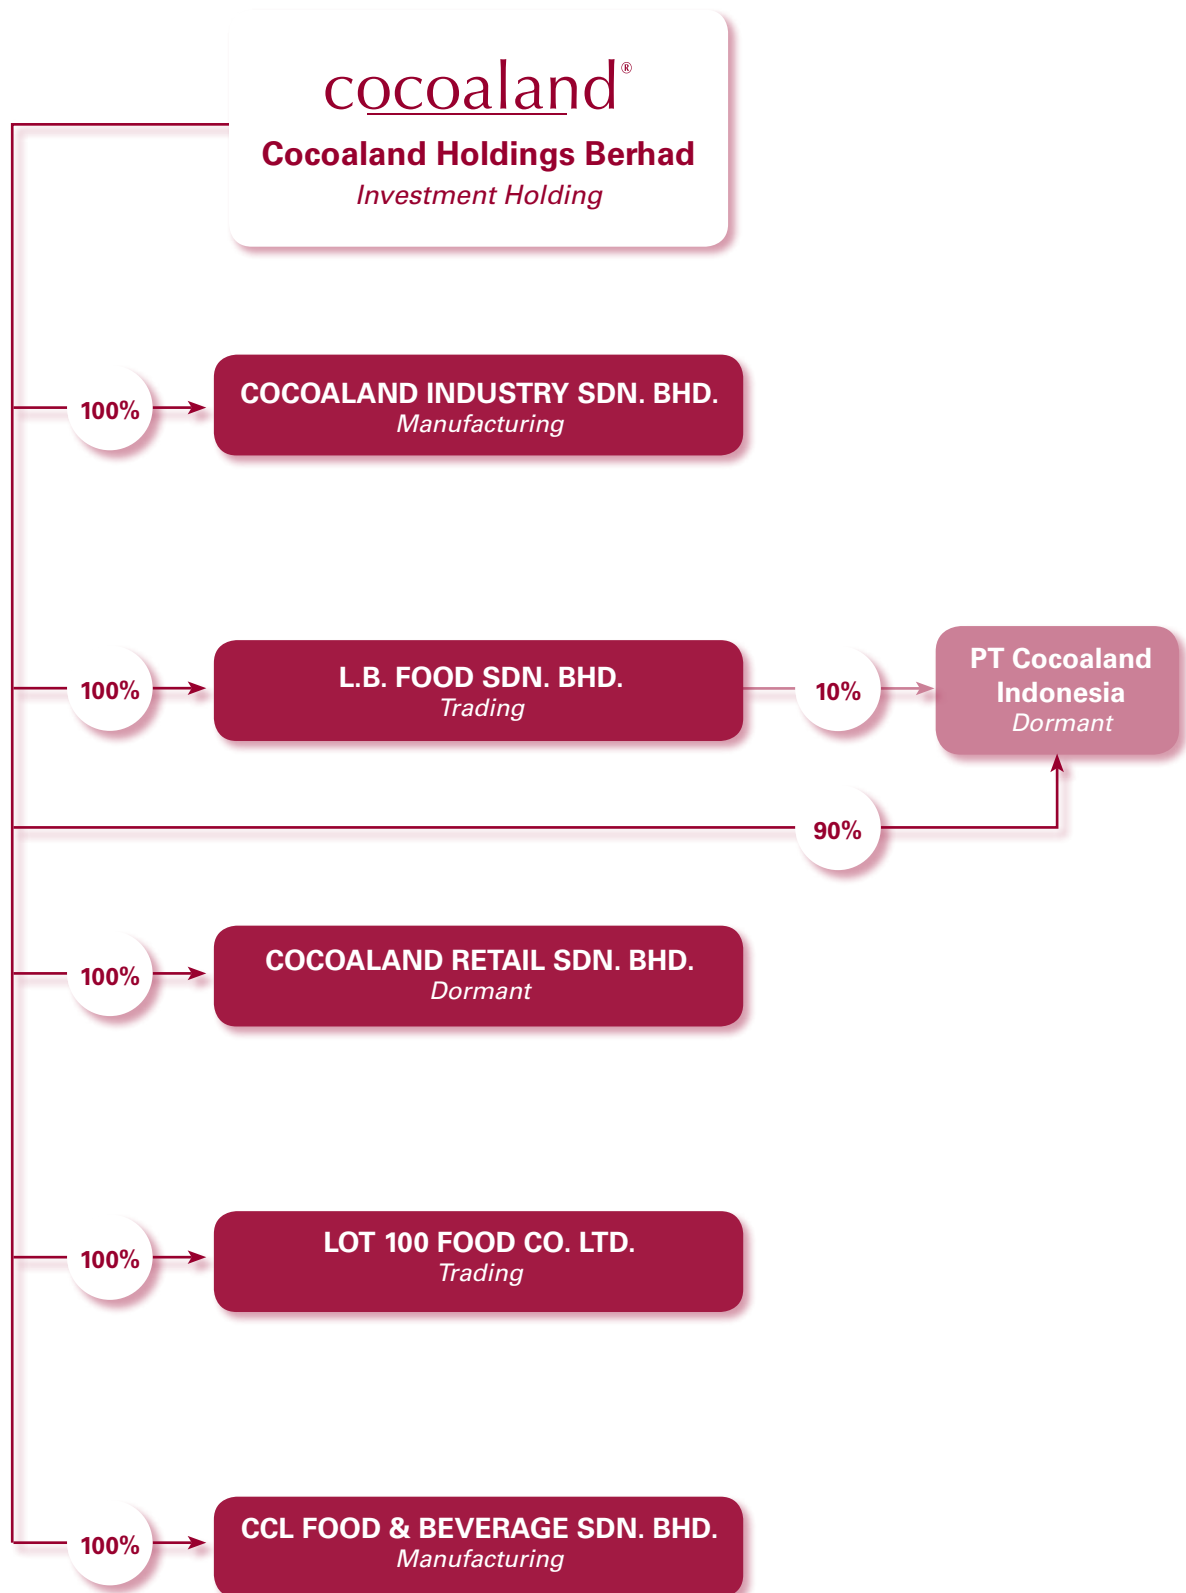 cocoaland®
Cocoaland Holdings Berhad
Investment Holding
100%
COCOALAND INDUSTRY SDN. BHD.
Manufacturing
100%
L.B. FOOD SDN. BHD.
Trading
10%
PT Cocoaland
Indonesia
Dormant
90%
100%
COCOALAND RETAIL SDN. BHD.
Dormant
100%
LOT 100 FOOD CO. LTD.
Trading
100%
CCL FOOD & BEVERAGE SDN. BHD.
Manufacturing